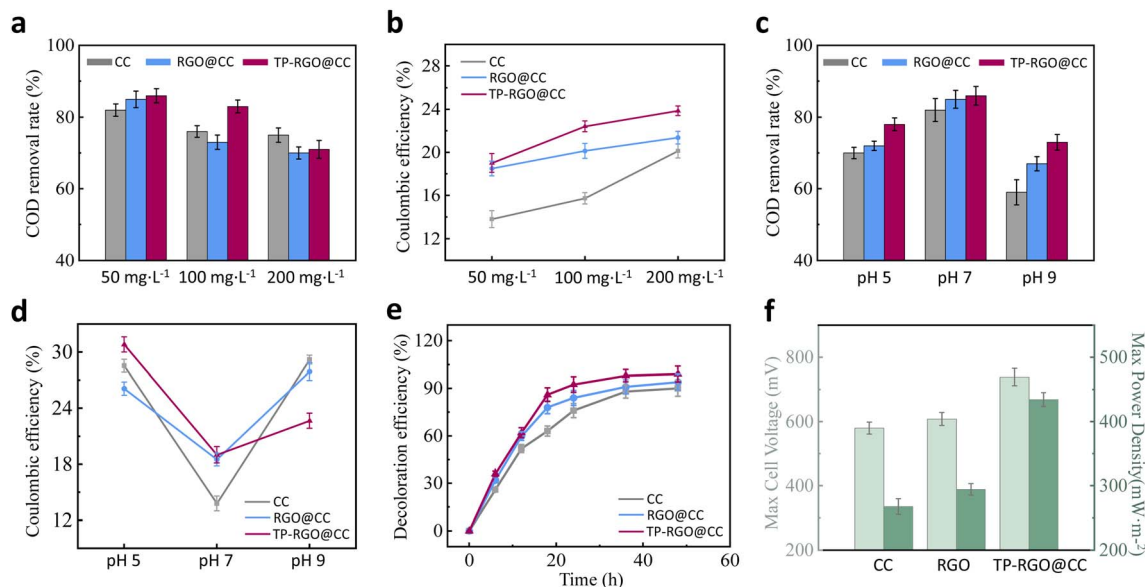 a
100
80
60
40
COD removal rate (%)
CC RGO@CC TP-RGO@CC
50 mg·L⁻¹ 100 mg·L⁻¹ 200 mg·L⁻¹
b
28
24
20
16
12
Coulombic efficiency (%)
CC
RGO@CC
TP-RGO@CC
50 mg·L⁻¹ 100 mg·L⁻¹ 200 mg·L⁻¹
c
100
80
60
40
COD removal rate (%)
CC RGO@CC TP-RGO@CC
pH 5 pH 7 pH 9
d
30
24
18
12
Coulombic efficiency (%)
CC
RGO@CC
TP-RGO@CC
pH 5 pH 7 pH 9
e
120
90
60
30
0
Decoloration efficiency (%)
CC
RGO@CC
TP-RGO@CC
0 20 40 60
Time (h)
f
800
600
400
200
Max Cell Voltage (mV)
500
400
300
200
Max Power Density(mW·m⁻²)
CC RGO TP-RGO@CC